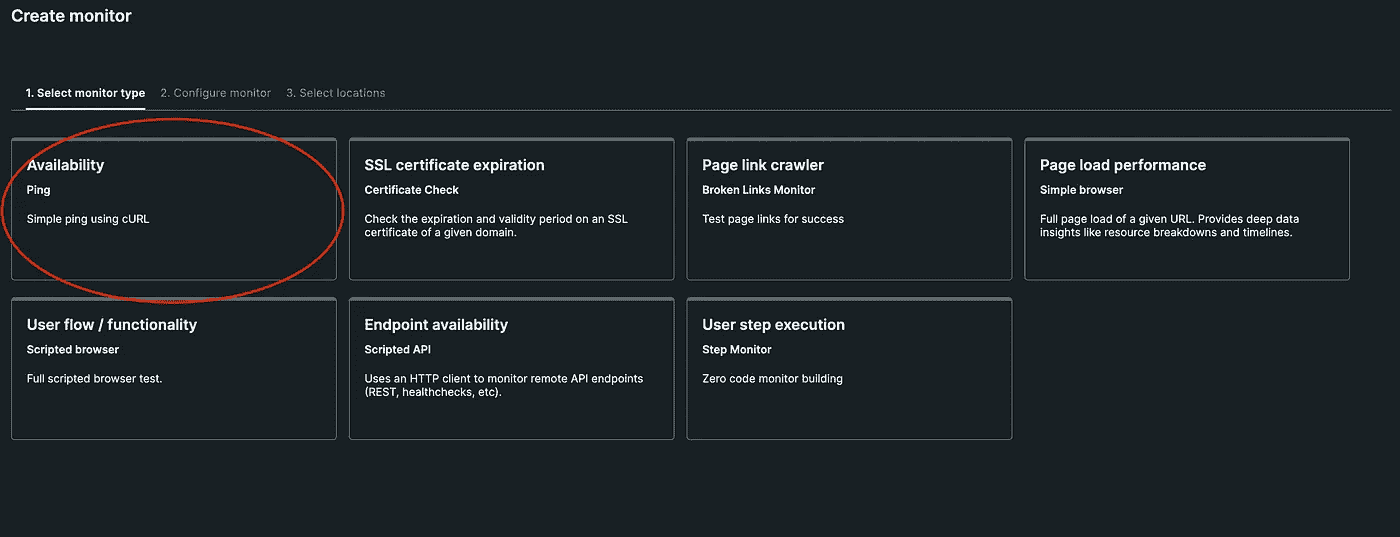 Create monitor
1. Select monitor type 2. Configure monitor 3. Select locations
Availability
Ping
Simple ping using cURL
SSL certificate expiration
Certificate Check
Check the expiration and validity period on an SSL
certificate of a given domain.
Page link crawler
Broken Links Monitor
Test page links for success
Page load performance
Simple browser
Full page load of a given URL. Provides deep data
insights like resource breakdowns and timelines.
User flow / functionality
Scripted browser
Full scripted browser test.
Endpoint availability
Scripted API
Uses an HTTP client to monitor remote API endpoints
(REST, healthchecks, etc).
User step execution
Step Monitor
Zero code monitor building